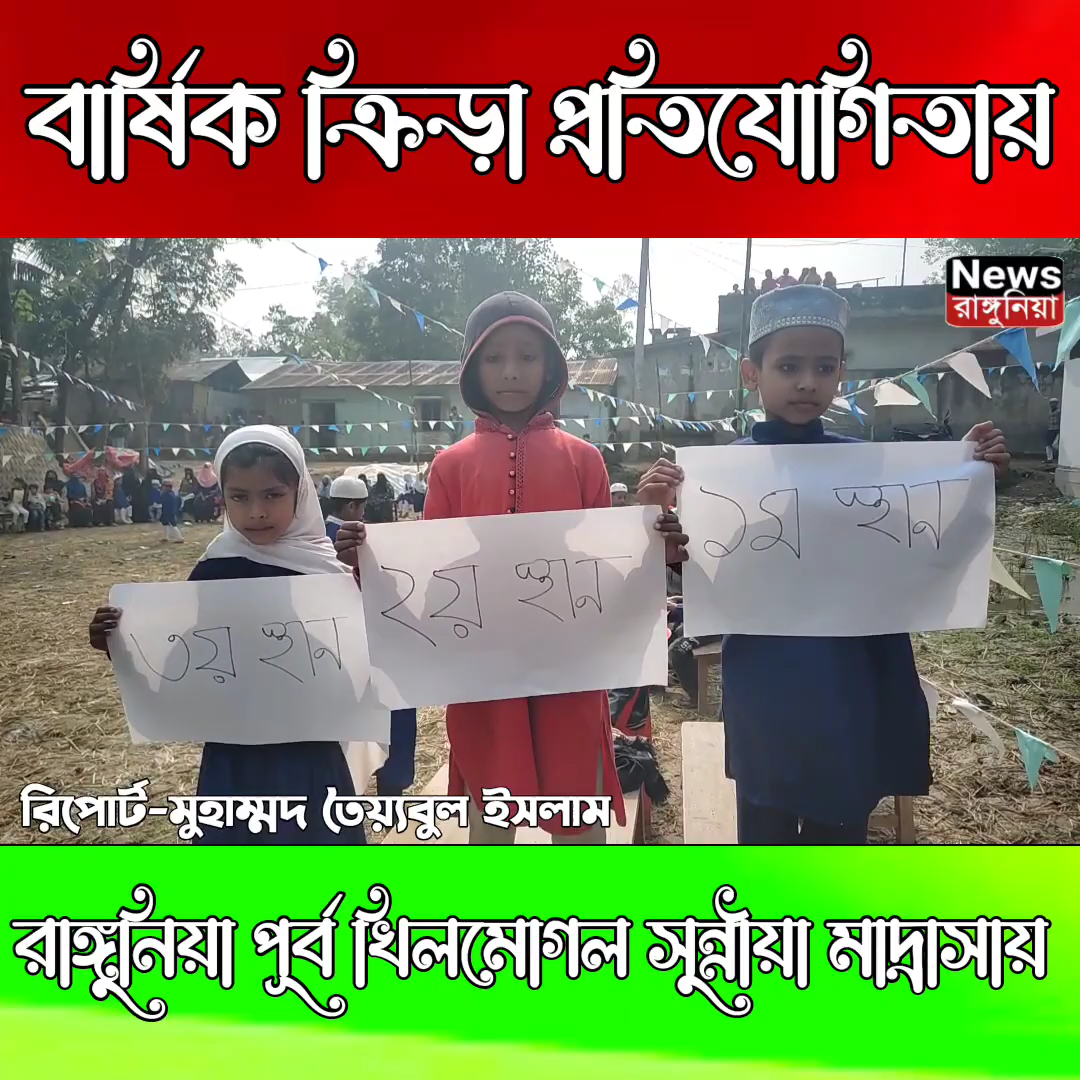 বার্ষিক ক্রিড়া প্রতিযোগিতায়
News
রাঙ্গুনিয়া
৩য় স্থান
২য় স্থান
১ম স্থান
রিপোর্ট-মুহাম্মদ তৈয়্যবুল ইসলাম
রাঙ্গুনিয়া পূর্ব খিলমোগল সুন্নীয়া মাদ্রাসায়